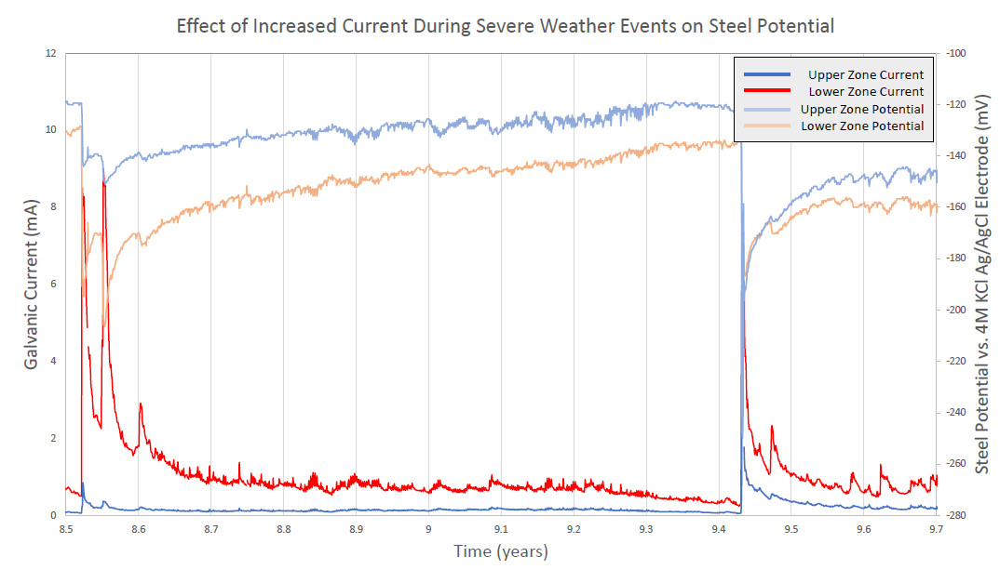 Effect of Increased Current During Severe Weather Events on Steel Potential
12
10
8
6
4
2
0
Galvanic Current (mA)
Upper Zone Current
Lower Zone Current
Upper Zone Potential
Lower Zone Potential
-100
-120
-140
-160
-180
-200
-220
-240
-260
-280
Steel Potential vs. 4M KCl Ag/AgCl Electrode (mV)
8.5 8.6 8.7 8.8 8.9 9 9.1 9.2 9.3 9.4 9.5 9.6 9.7
Time (years)